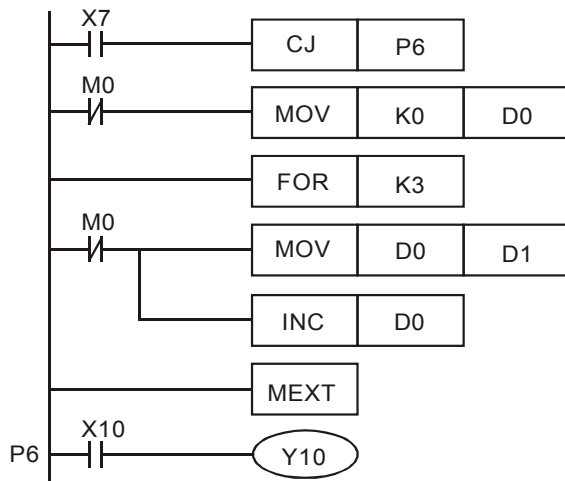 X7
CJ P6
M0
MOV K0 D0
FOR K3
M0
MOV D0 D1
INC D0
MEXT
X10
P6 Y10